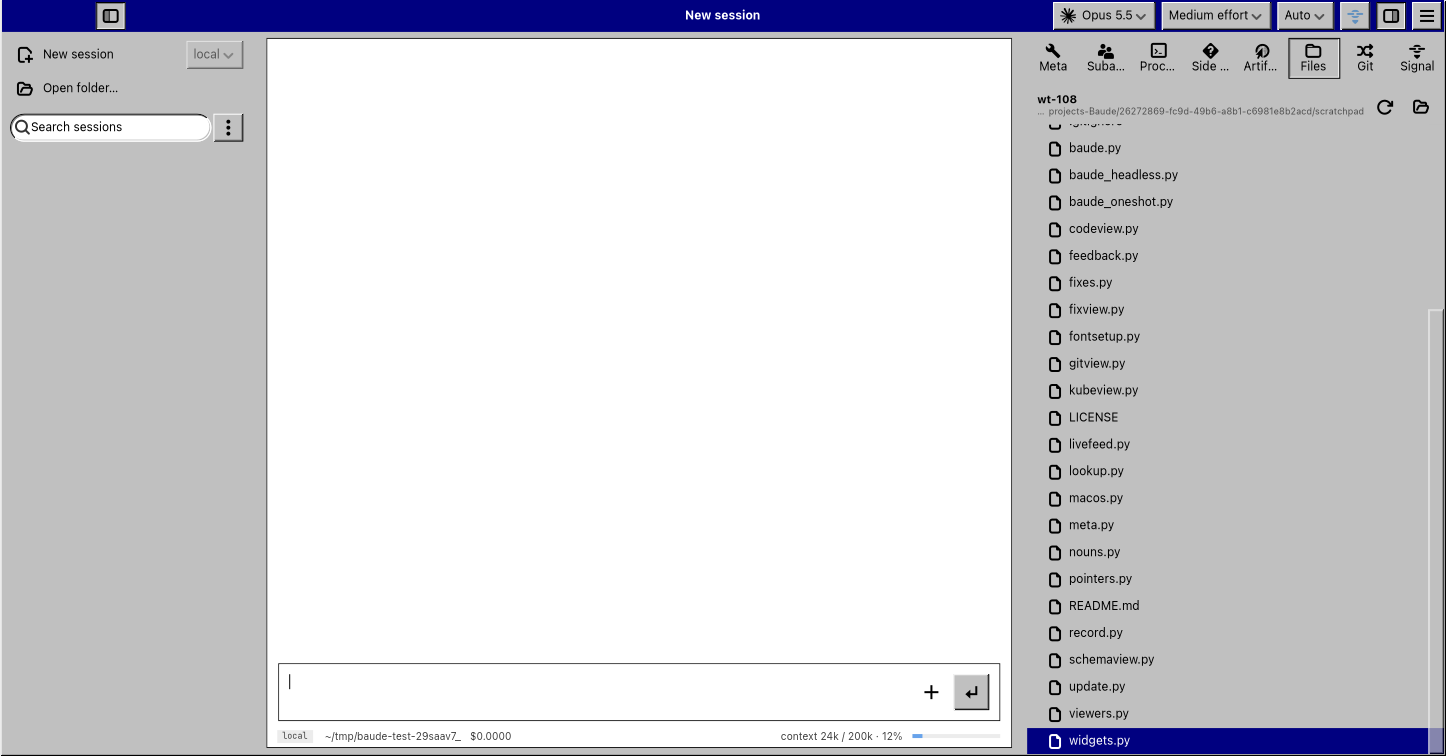 New session
Opus 5.5
Medium effort
Auto
New session
local
Open folder...
Search sessions
Meta
Suba...
Proc...
Side ...
Artif...
Files
Git
Signal
wt-108
... projects-Baude/26272869-fc9d-49b6-a8b1-c6981e8b2acd/scratchpad
baude.py
baude_headless.py
baude_oneshot.py
codeview.py
feedback.py
fixes.py
fixview.py
fontsetup.py
gitview.py
kubeview.py
LICENSE
livefeed.py
lookup.py
macos.py
meta.py
nouns.py
pointers.py
README.md
record.py
schemaview.py
update.py
viewers.py
widgets.py
local ~/tmp/baude-test-29saav7_ $0.0000
context 24k / 200k · 12%